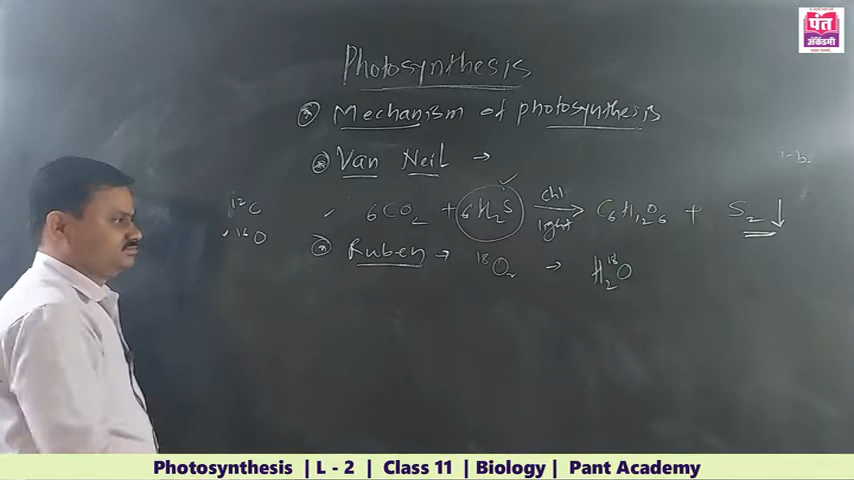 पंत
अ‍ॅकॅडमी
Photosynthesis
Mechanism of photosynthesis
Van Neil →
¹²C ✓ 6CO₂ + 6H₂S ✓ chl → light C₆H₁₂O₆ + S₂ ↓
✓ ¹⁶O
Ruben → ¹⁸O₂ → H₂¹⁸O
Photosynthesis | L - 2 | Class 11 | Biology | Pant Academy